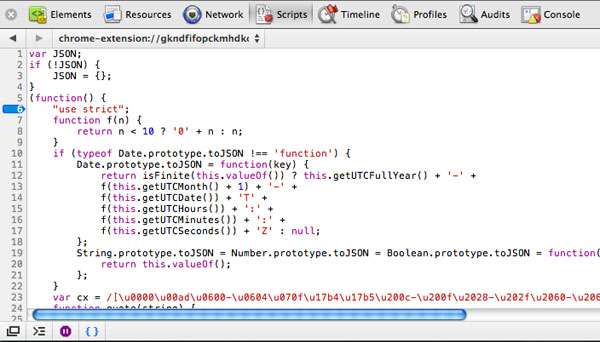 Elements Resources Network Scripts Timeline Profiles Audits Console
chrome-extension://gkndfifopckmhdkc
1 var JSON;
2 if (!JSON) {
3 JSON = {};
4 }
5 (function() {
6 "use strict";
7 function f(n) {
8 return n < 10 ? '0' + n : n;
9 }
10 if (typeof Date.prototype.toJSON !== 'function') {
11 Date.prototype.toJSON = function(key) {
12 return isFinite(this.valueOf()) ? this.getUTCFullYear() + '-' +
13 f(this.getUTCMonth() + 1) + '-' +
14 f(this.getUTCDate()) + 'T' +
15 f(this.getUTCHours()) + ':' +
16 f(this.getUTCMinutes()) + ':' +
17 f(this.getUTCSeconds()) + 'Z' : null;
18 };
19 String.prototype.toJSON = Number.prototype.toJSON = Boolean.prototype.toJSON = function(
20 return this.valueOf();
21 };
22 }
23 var cx = /[\u0000\u00ad\u0600-\u0604\u070f\u17b4\u17b5\u200c-\u200f\u2028-\u202f\u2060-\u206
24 function quote(string) {
25